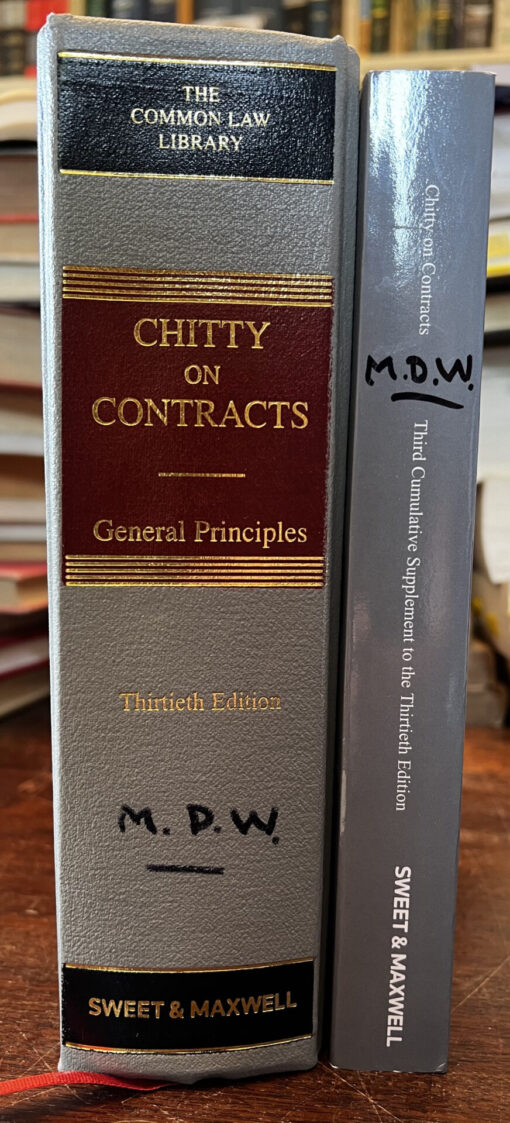 THE
COMMON LAW
LIBRARY
CHITTY
ON
CONTRACTS
General Principles
Thirtieth Edition
M. D. W.
SWEET & MAXWELL
Chitty on Contracts
M.D.W.
Third Cumulative Supplement to the Thirtieth Edition
SWEET & MAXWELL